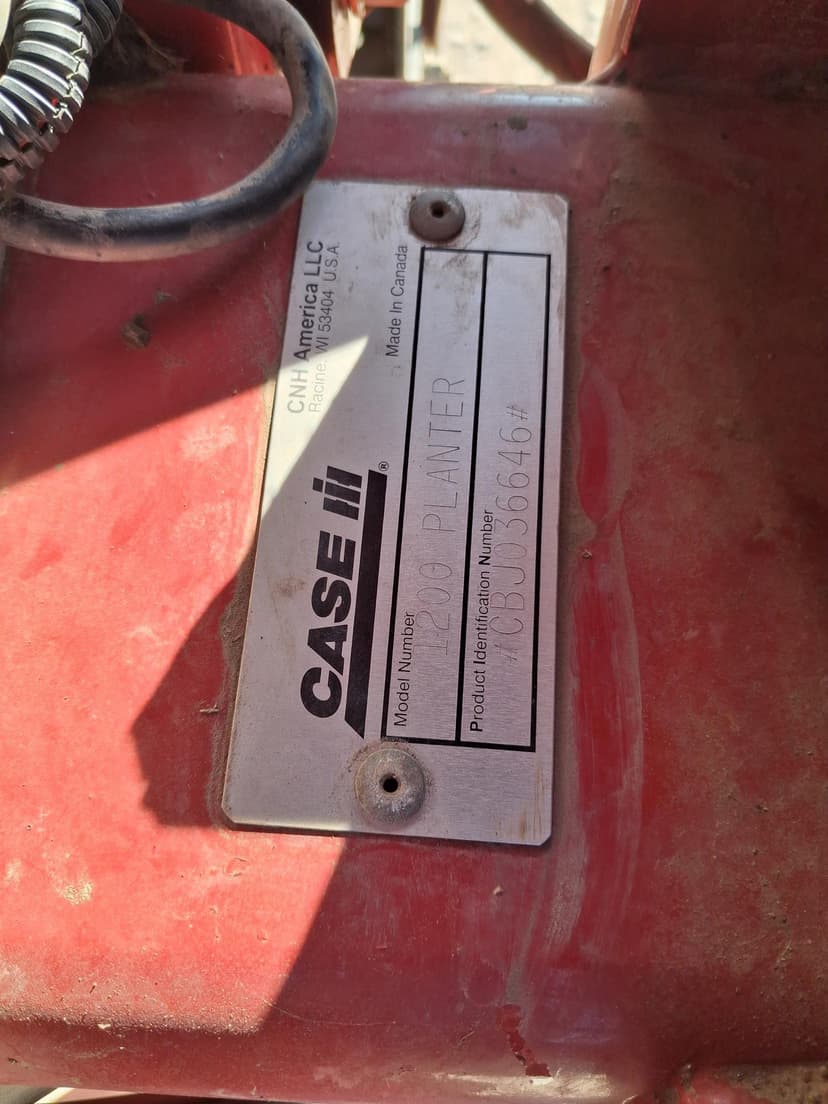 CNH America LLC
Racine, WI 53404 U.S.A.
CASE IH®
Made In Canada
Model Number
1200 PLANTER
Product Identification Number
#CBJ036646#